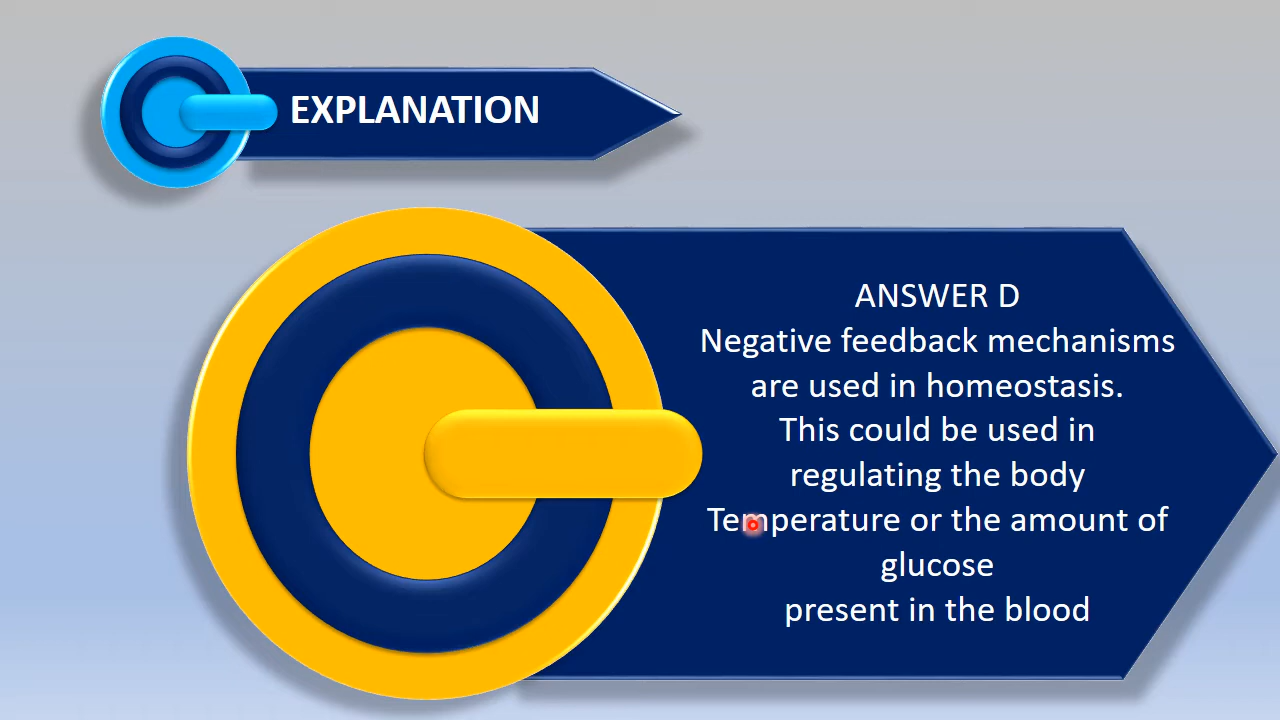 EXPLANATION
ANSWER D
Negative feedback mechanisms
are used in homeostasis.
This could be used in
regulating the body
Temperature or the amount of
glucose
present in the blood